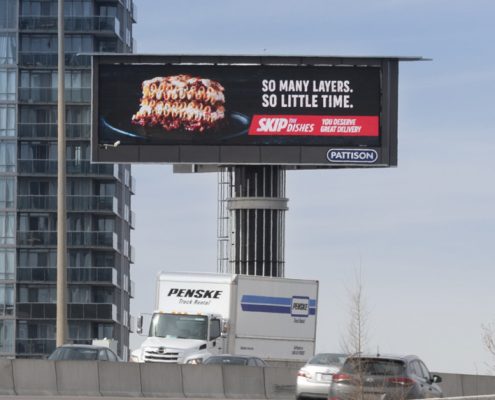 SO MANY LAYERS.
SO LITTLE TIME.
SKIP THE DISHES
YOU DESERVE
GREAT DELIVERY
PATTISON
PENSKE
Truck Rental
PENSKE